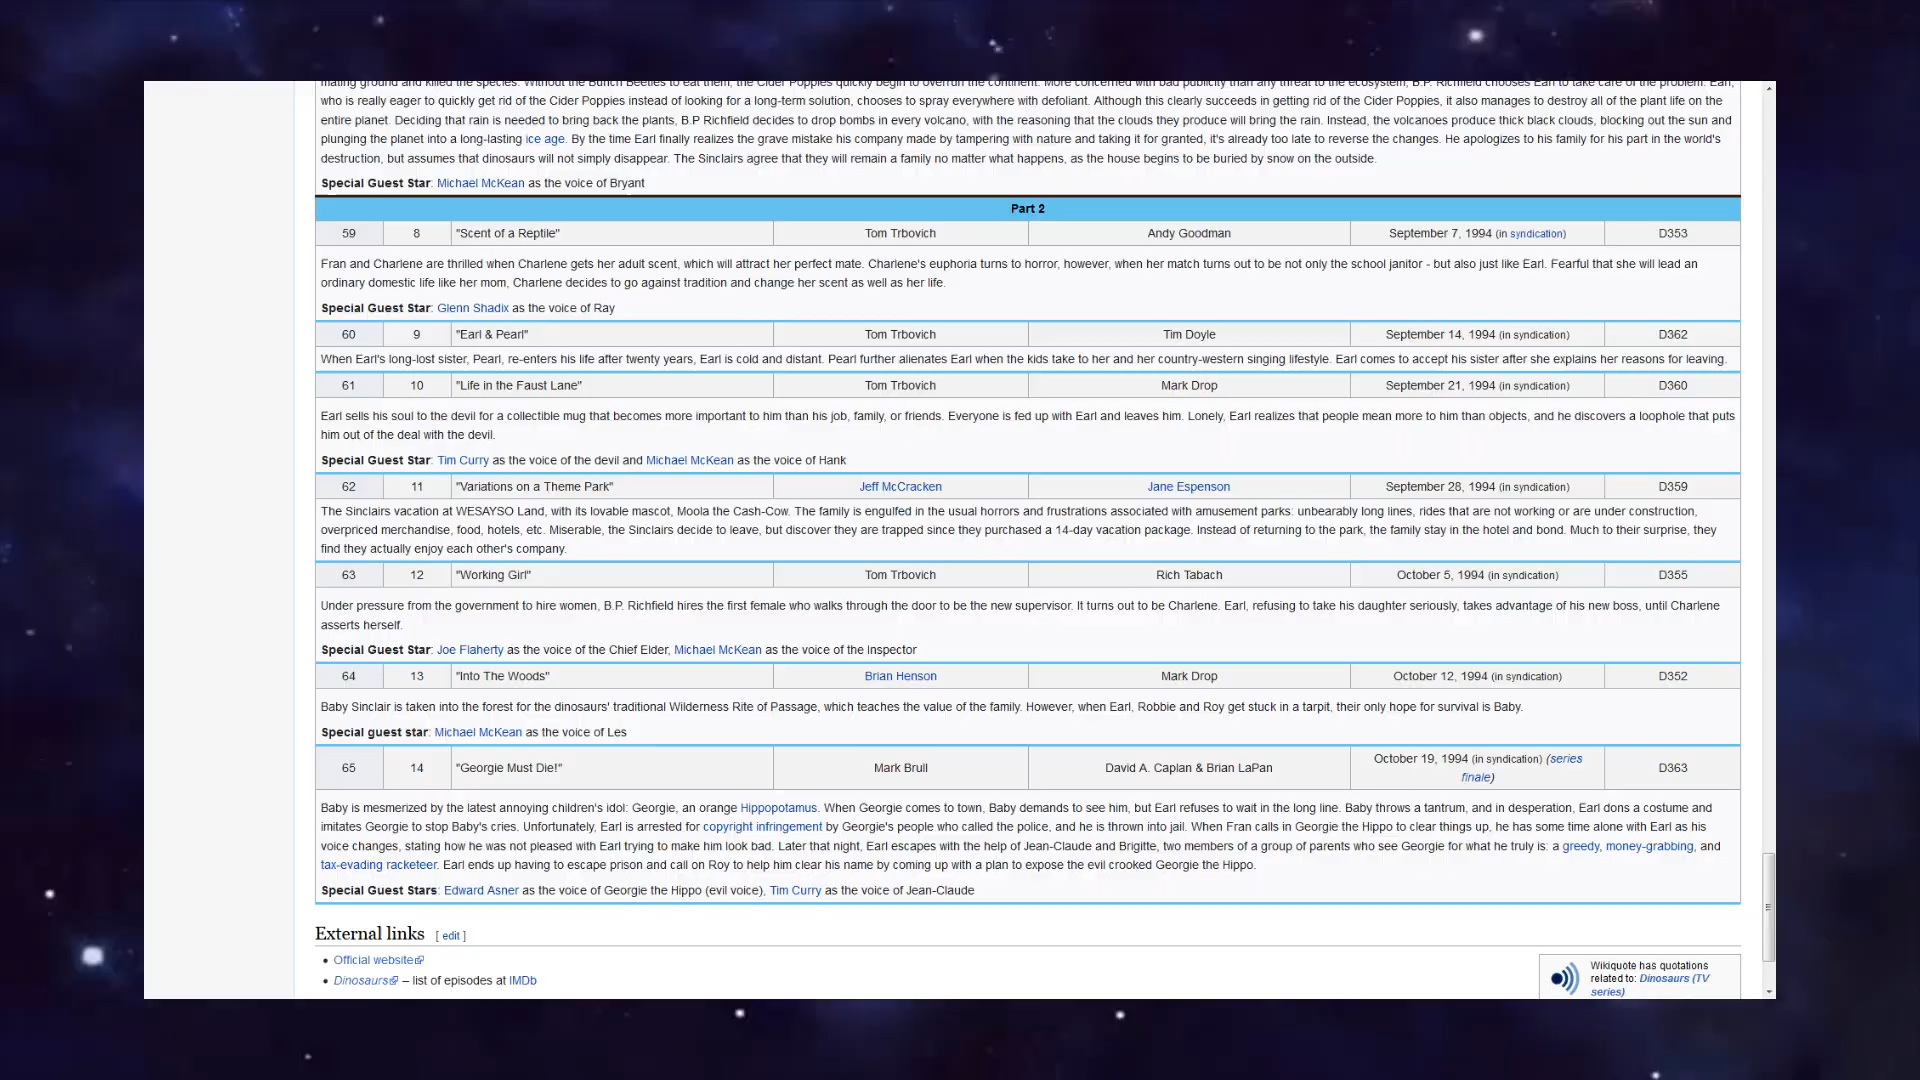 mating ground and killed the species. Without the Bunch Beetles to eat them, the Cider Poppies quickly begin to overrun the continent. More concerned with bad publicity than any threat to the ecosystem, B.P. Richfield chooses Earl to take care of the problem. Earl,
who is really eager to quickly get rid of the Cider Poppies instead of looking for a long-term solution, chooses to spray everywhere with defoliant. Although this clearly succeeds in getting rid of the Cider Poppies, it also manages to destroy all of the plant life on the
entire planet. Deciding that rain is needed to bring back the plants, B.P Richfield decides to drop bombs in every volcano, with the reasoning that the clouds they produce will bring the rain. Instead, the volcanoes produce thick black clouds, blocking out the sun and
plunging the planet into a long-lasting ice age. By the time Earl finally realizes the grave mistake his company made by tampering with nature and taking it for granted, it's already too late to reverse the changes. He apologizes to his family for his part in the world's
destruction, but assumes that dinosaurs will not simply disappear. The Sinclairs agree that they will remain a family no matter what happens, as the house begins to be buried by snow on the outside.
Special Guest Star: Michael McKean as the voice of Bryant
Part 2
59 8 "Scent of a Reptile" Tom Trbovich Andy Goodman September 7, 1994 (in syndication) D353
Fran and Charlene are thrilled when Charlene gets her adult scent, which will attract her perfect mate. Charlene's euphoria turns to horror, however, when her match turns out to be not only the school janitor - but also just like Earl. Fearful that she will lead an
ordinary domestic life like her mom, Charlene decides to go against tradition and change her scent as well as her life.
Special Guest Star: Glenn Shadix as the voice of Ray
60 9 "Earl & Pearl" Tom Trbovich Tim Doyle September 14, 1994 (in syndication) D362
When Earl's long-lost sister, Pearl, re-enters his life after twenty years, Earl is cold and distant. Pearl further alienates Earl when the kids take to her and her country-western singing lifestyle. Earl comes to accept his sister after she explains her reasons for leaving.
61 10 "Life in the Faust Lane" Tom Trbovich Mark Drop September 21, 1994 (in syndication) D360
Earl sells his soul to the devil for a collectible mug that becomes more important to him than his job, family, or friends. Everyone is fed up with Earl and leaves him. Lonely, Earl realizes that people mean more to him than objects, and he discovers a loophole that puts
him out of the deal with the devil.
Special Guest Star: Tim Curry as the voice of the devil and Michael McKean as the voice of Hank
62 11 "Variations on a Theme Park" Jeff McCracken Jane Espenson September 28, 1994 (in syndication) D359
The Sinclairs vacation at WESAYSO Land, with its lovable mascot, Moola the Cash-Cow. The family is engulfed in the usual horrors and frustrations associated with amusement parks: unbearably long lines, rides that are not working or are under construction,
overpriced merchandise, food, hotels, etc. Miserable, the Sinclairs decide to leave, but discover they are trapped since they purchased a 14-day vacation package. Instead of returning to the park, the family stay in the hotel and bond. Much to their surprise, they
find they actually enjoy each other's company.
63 12 "Working Girl" Tom Trbovich Rich Tabach October 5, 1994 (in syndication) D355
Under pressure from the government to hire women, B.P. Richfield hires the first female who walks through the door to be the new supervisor. It turns out to be Charlene. Earl, refusing to take his daughter seriously, takes advantage of his new boss, until Charlene
asserts herself.
Special Guest Star: Joe Flaherty as the voice of the Chief Elder, Michael McKean as the voice of the Inspector
64 13 "Into The Woods" Brian Henson Mark Drop October 12, 1994 (in syndication) D352
Baby Sinclair is taken into the forest for the dinosaurs' traditional Wilderness Rite of Passage, which teaches the value of the family. However, when Earl, Robbie and Roy get stuck in a tarpit, their only hope for survival is Baby.
Special guest star: Michael McKean as the voice of Les
65 14 "Georgie Must Die!" Mark Brull David A. Caplan & Brian LaPan October 19, 1994 (in syndication) (series
finale) D363
Baby is mesmerized by the latest annoying children's idol: Georgie, an orange Hippopotamus. When Georgie comes to town, Baby demands to see him, but Earl refuses to wait in the long line. Baby throws a tantrum, and in desperation, Earl dons a costume and
imitates Georgie to stop Baby's cries. Unfortunately, Earl is arrested for copyright infringement by Georgie's people who called the police, and he is thrown into jail. When Fran calls in Georgie the Hippo to clear things up, he has some time alone with Earl as his
voice changes, stating how he was not pleased with Earl trying to make him look bad. Later that night, Earl escapes with the help of Jean-Claude and Brigitte, two members of a group of parents who see Georgie for what he truly is: a greedy, money-grabbing, and
tax-evading racketeer. Earl ends up having to escape prison and call on Roy to help him clear his name by coming up with a plan to expose the evil crooked Georgie the Hippo.
Special Guest Stars: Edward Asner as the voice of Georgie the Hippo (evil voice), Tim Curry as the voice of Jean-Claude
External links [ edit ]
• Official website
• Dinosaurs – list of episodes at IMDb
Wikiquote has quotations
related to: Dinosaurs (TV
series)